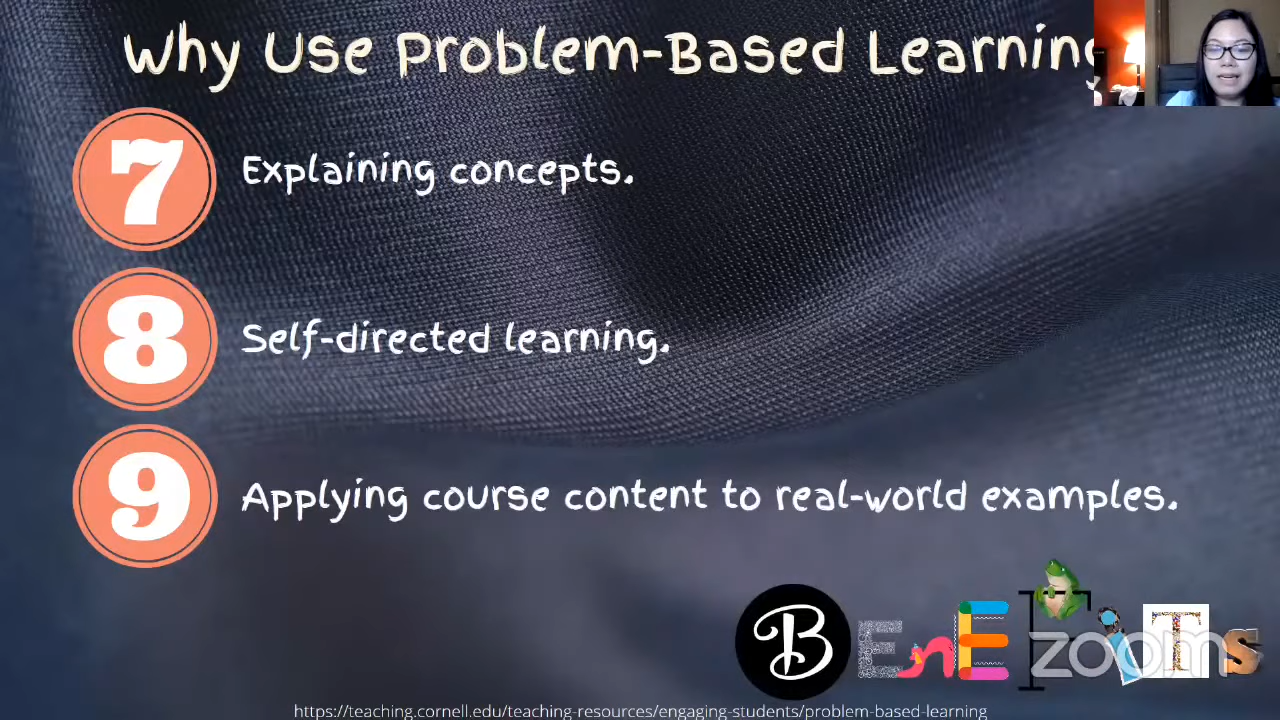 Why Use Problem-Based Learning
7
Explaining concepts.
8
Self-directed learning.
9
Applying course content to real-world examples.
B
BEnEFiTs
zoom
https://teaching.cornell.edu/teaching-resources/engaging-students/problem-based-learning